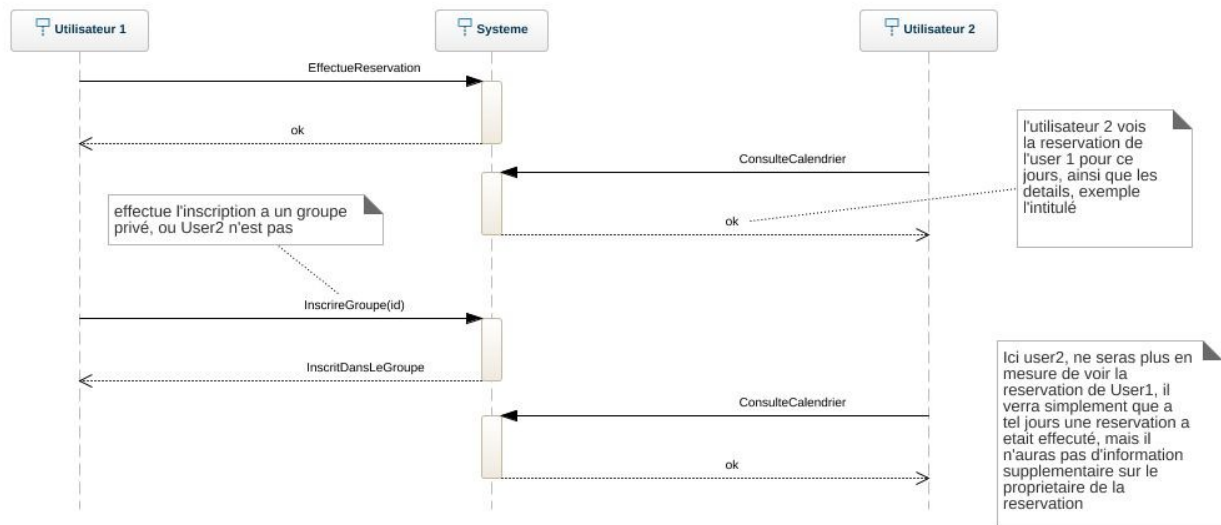 Utilisateur 1
Systeme
Utilisateur 2
EffectueReservation
ok
l'utilisateur 2 vois
la reservation de
l'user 1 pour ce
jours, ainsi que les
details, exemple
l'intitulé
ConsulteCalendrier
effectue l'inscription a un groupe
privé, ou User2 n'est pas
ok
InscrireGroupe(id)
InscritDansLeGroupe
Ici user2, ne seras plus en
mesure de voir la
reservation de User1, il
verra simplement que a
tel jours une reservation a
etait effecuté, mais il
n'auras pas d'information
supplementaire sur le
proprietaire de la
reservation
ConsulteCalendrier
ok